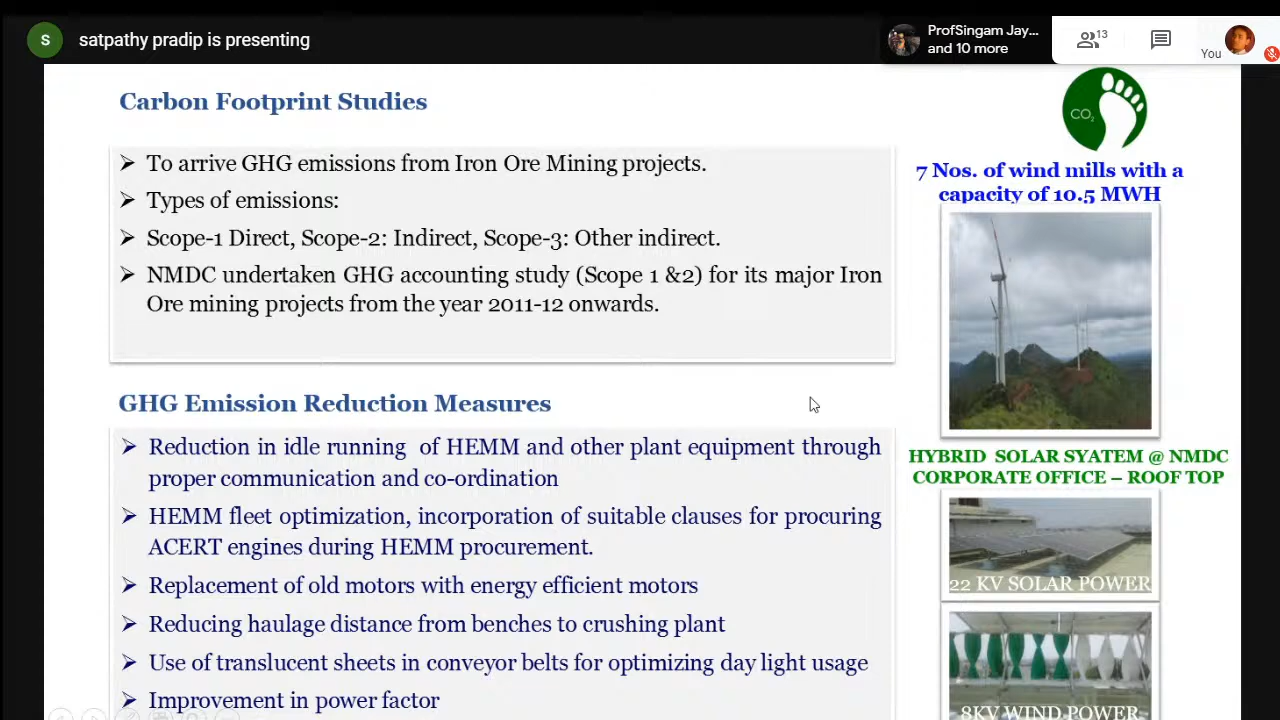 S
satpathy pradip is presenting
ProfSingam Jay...
and 10 more
13
You
Carbon Footprint Studies
CO2
➢ To arrive GHG emissions from Iron Ore Mining projects.
➢ Types of emissions:
➢ Scope-1 Direct, Scope-2: Indirect, Scope-3: Other indirect.
➢ NMDC undertaken GHG accounting study (Scope 1 &2) for its major Iron
Ore mining projects from the year 2011-12 onwards.
7 Nos. of wind mills with a
capacity of 10.5 MWH
GHG Emission Reduction Measures
➢ Reduction in idle running of HEMM and other plant equipment through
proper communication and co-ordination
➢ HEMM fleet optimization, incorporation of suitable clauses for procuring
ACERT engines during HEMM procurement.
➢ Replacement of old motors with energy efficient motors
➢ Reducing haulage distance from benches to crushing plant
➢ Use of translucent sheets in conveyor belts for optimizing day light usage
➢ Improvement in power factor
HYBRID SOLAR SYATEM @ NMDC
CORPORATE OFFICE – ROOF TOP
22 KV SOLAR POWER
8KV WIND POWER